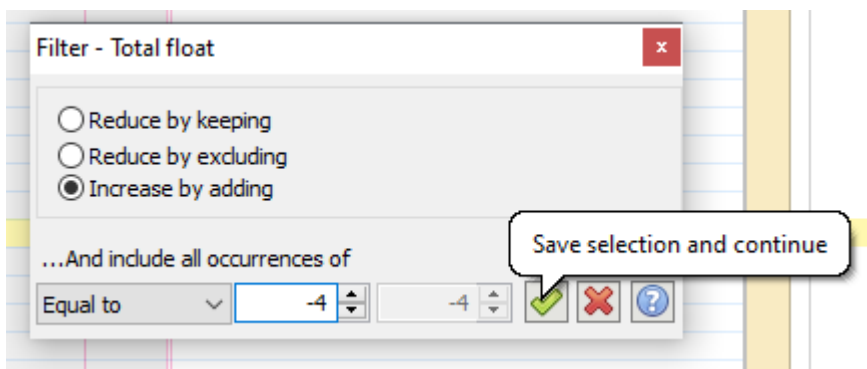 Filter - Total float
x
Reduce by keeping
Reduce by excluding
Increase by adding
Save selection and continue
...And include all occurrences of
Equal to -4 -4 ?